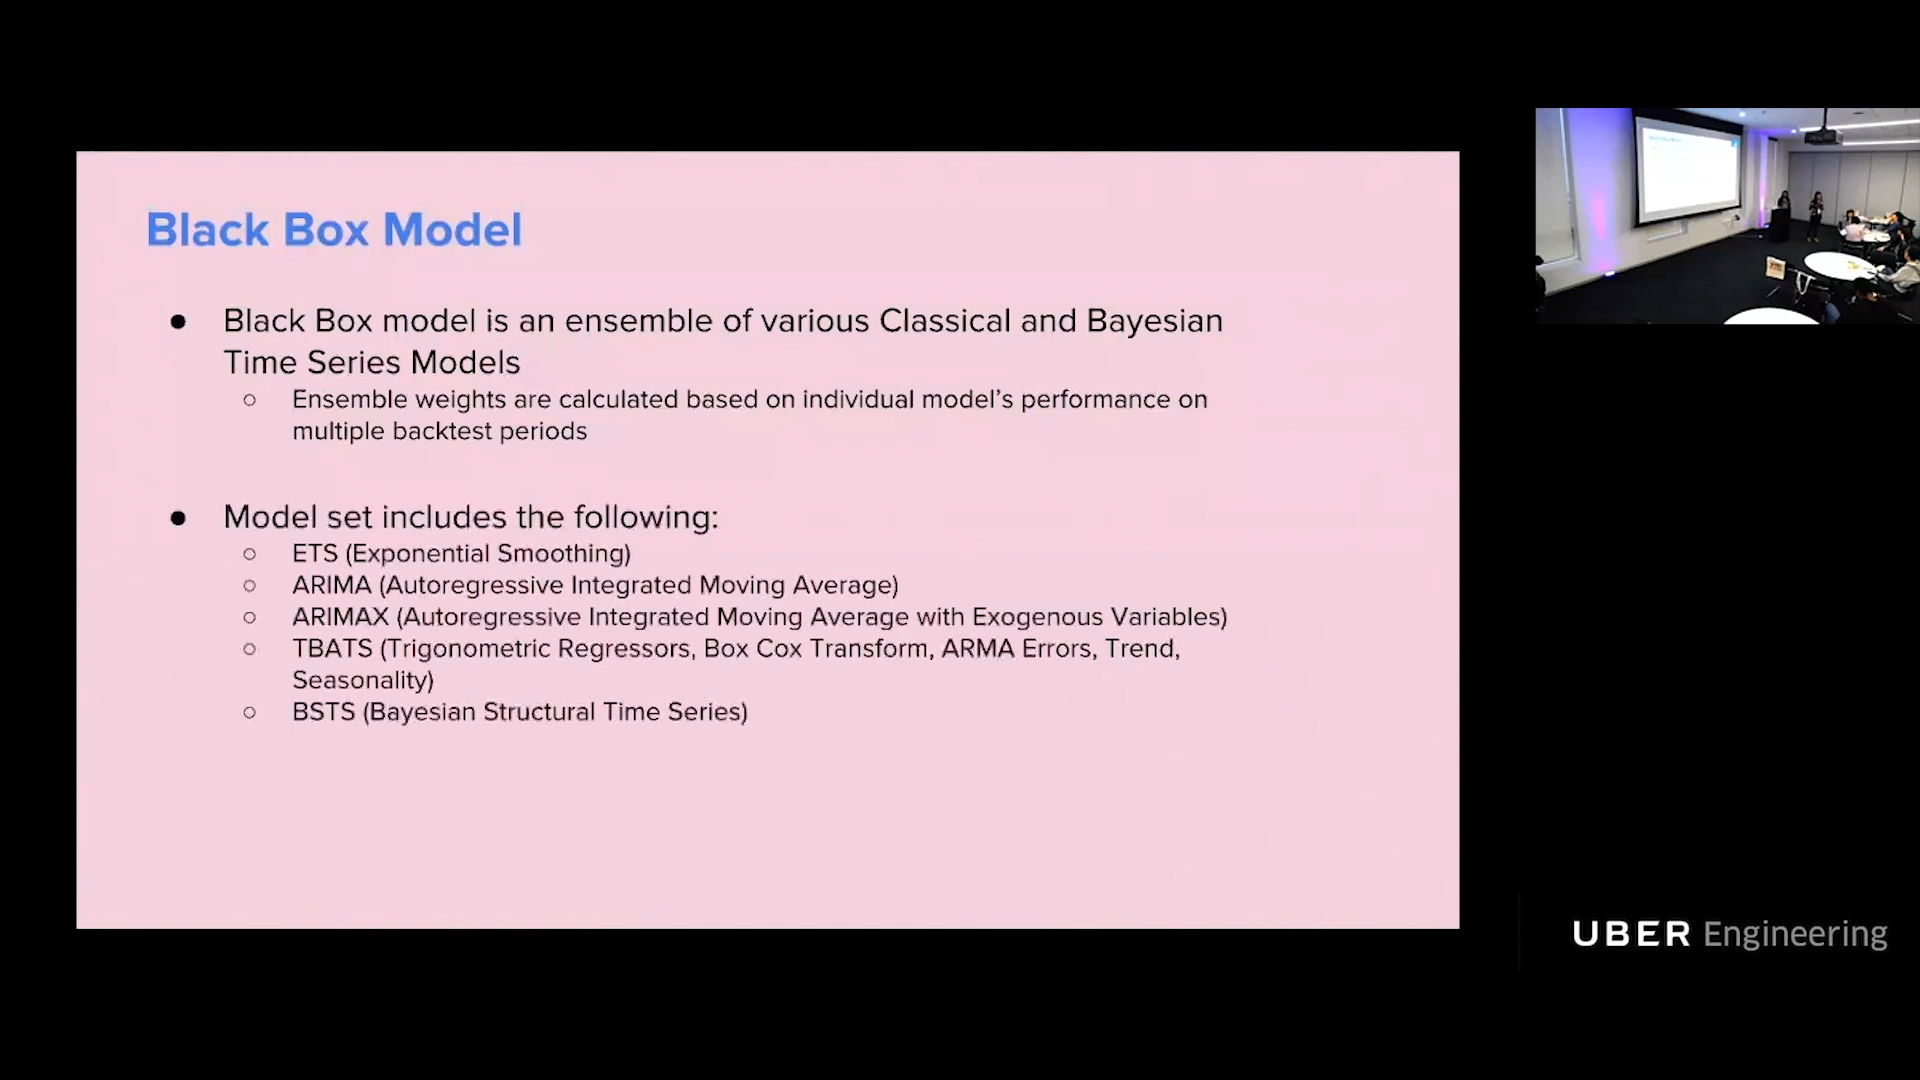 Black Box Model
● Black Box model is an ensemble of various Classical and Bayesian
Time Series Models
○ Ensemble weights are calculated based on individual model’s performance on
multiple backtest periods
● Model set includes the following:
○ ETS (Exponential Smoothing)
○ ARIMA (Autoregressive Integrated Moving Average)
○ ARIMAX (Autoregressive Integrated Moving Average with Exogenous Variables)
○ TBATS (Trigonometric Regressors, Box Cox Transform, ARMA Errors, Trend,
Seasonality)
○ BSTS (Bayesian Structural Time Series)
UBER Engineering